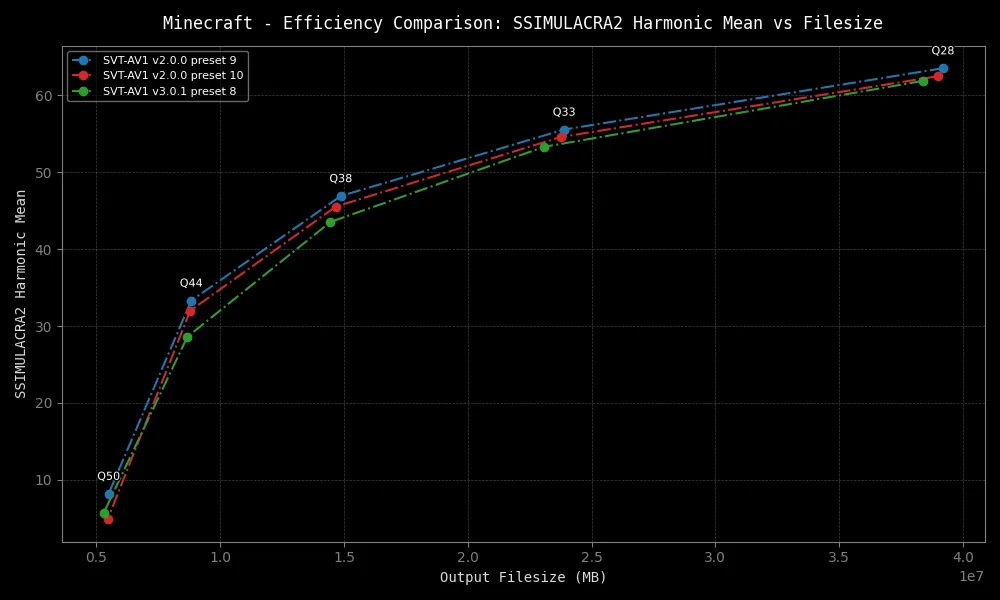 Minecraft - Efficiency Comparison: SSIMULACRA2 Harmonic Mean vs Filesize
SVT-AV1 v2.0.0 preset 9
SVT-AV1 v2.0.0 preset 10
SVT-AV1 v3.0.1 preset 8
Q28
Q33
Q38
Q44
Q50
SSIMULACRA2 Harmonic Mean
60
50
40
30
20
10
0.5 1.0 1.5 2.0 2.5 3.0 3.5 4.0
1e7
Output Filesize (MB)